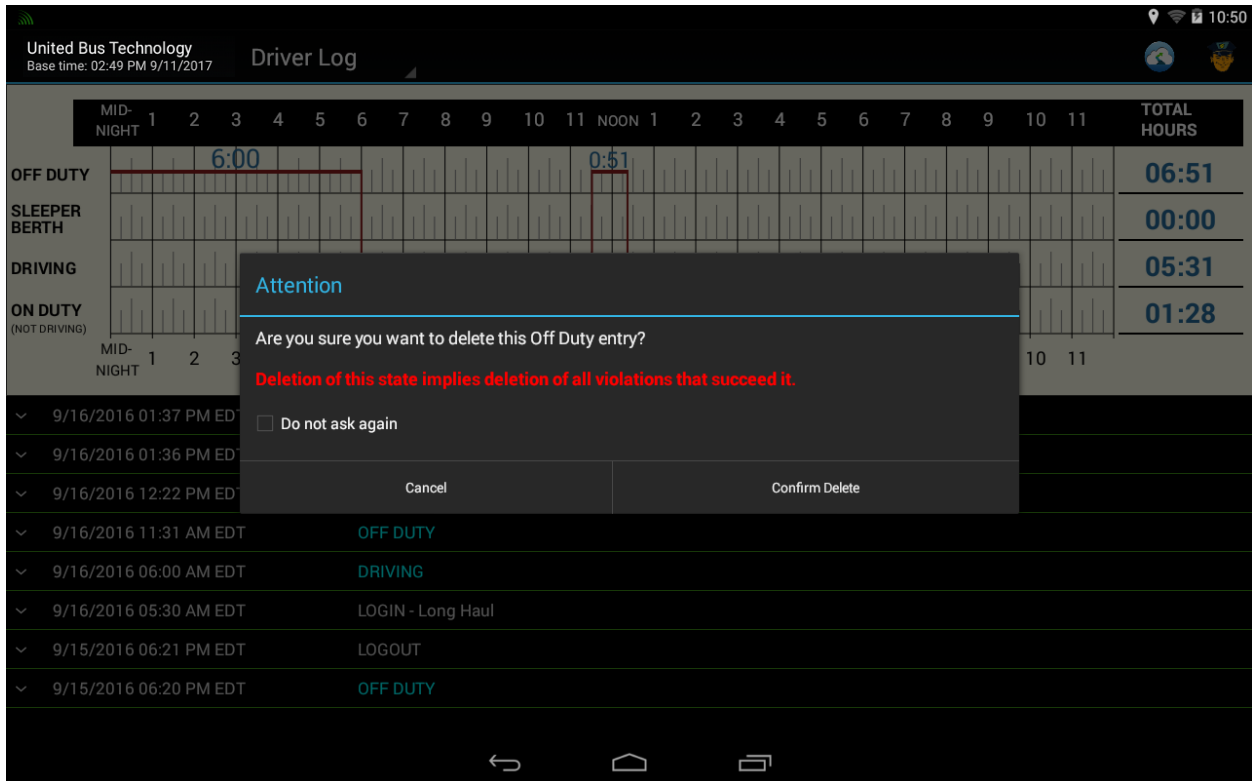 10:50
United Bus Technology
Base time: 02:49 PM 9/11/2017
Driver Log
MID-NIGHT 1 2 3 4 5 6 7 8 9 10 11 NOON 1 2 3 4 5 6 7 8 9 10 11 TOTAL HOURS
6:00 0:51
OFF DUTY 06:51
SLEEPER BERTH 00:00
DRIVING 05:31
ON DUTY 01:28
(NOT DRIVING)
MID-NIGHT 1 2 3 10 11
Attention
Are you sure you want to delete this Off Duty entry?
Deletion of this state implies deletion of all violations that succeed it.
Do not ask again
Cancel Confirm Delete
9/16/2016 01:37 PM EDT
9/16/2016 01:36 PM EDT
9/16/2016 12:22 PM EDT
9/16/2016 11:31 AM EDT OFF DUTY
9/16/2016 06:00 AM EDT DRIVING
9/16/2016 05:30 AM EDT LOGIN - Long Haul
9/15/2016 06:21 PM EDT LOGOUT
9/15/2016 06:20 PM EDT OFF DUTY